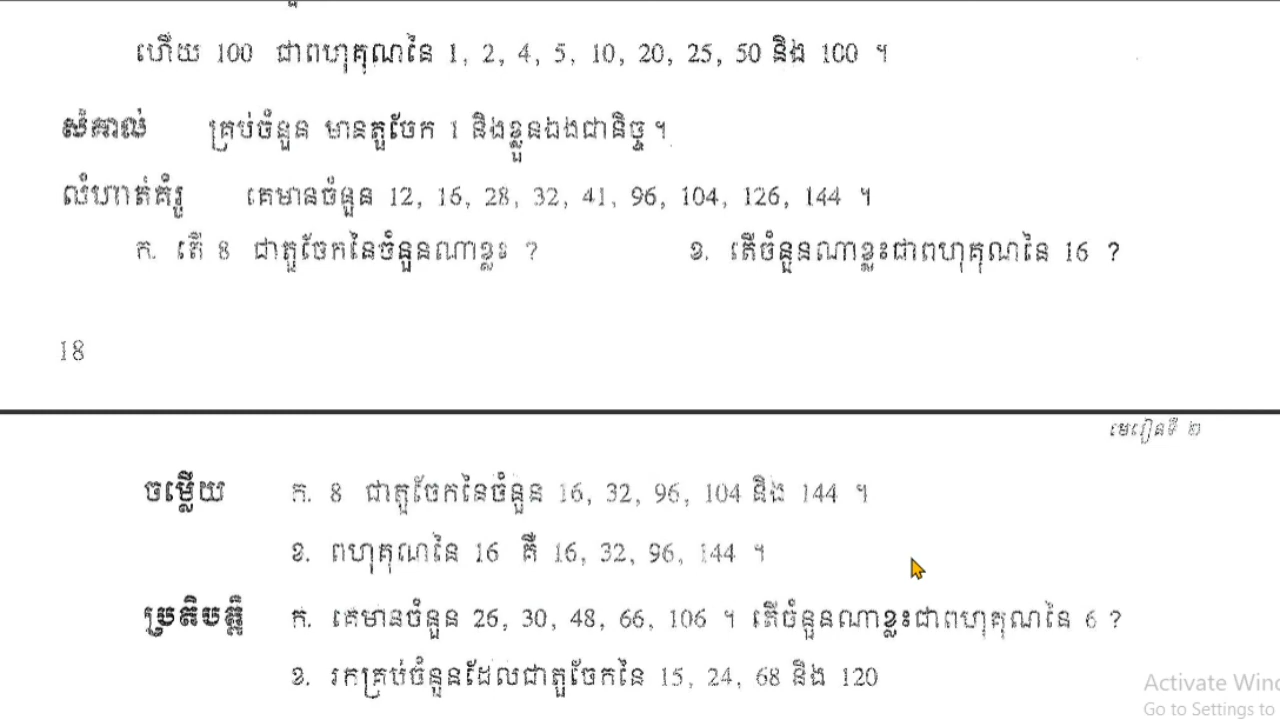 ហើយ 100 ជាពហុគុណនៃ 1, 2, 4, 5, 10, 20, 25, 50 និង 100 ។
សំគាល់ គ្រប់ចំនួន មានតួចែក 1 និងខ្លួនឯងជានិច្ច ។
លំហាត់គំរូ គេមានចំនួន 12, 16, 28, 32, 41, 96, 104, 126, 144 ។
ក. តើ 8 ជាតួចែកនៃចំនួនណាខ្លះ ? ខ. តើចំនួនណាខ្លះជាពហុគុណនៃ 16 ?
18
មេរៀនទី ២
ចម្លើយ ក. 8 ជាតួចែកនៃចំនួន 16, 32, 96, 104 និង 144 ។
ខ. ពហុគុណនៃ 16 គឺ 16, 32, 96, 144 ។
ប្រតិបត្តិ ក. គេមានចំនួន 26, 30, 48, 66, 106 ។ តើចំនួនណាខ្លះជាពហុគុណនៃ 6 ?
ខ. រកគ្រប់ចំនួនដែលជាតួចែកនៃ 15, 24, 68 និង 120
Activate Wind
Go to Settings to